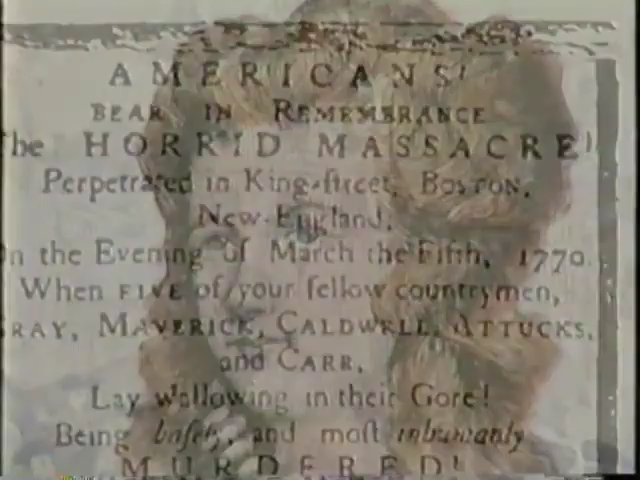 AMERICANS!
BEAR IN REMEMBRANCE
The HORRID MASSACRE!
Perpetrated in King-ſtreet, BOSTON,
New-England,
On the Evening of March the Fifth, 1770.
When FIVE of your fellow countrymen,
RAY, MAVERICK, CALDWELL, ATTUCKS,
and CARR,
Lay wallowing in their Gore!
Being baſely, and moſt inhumanly
MURDERED!